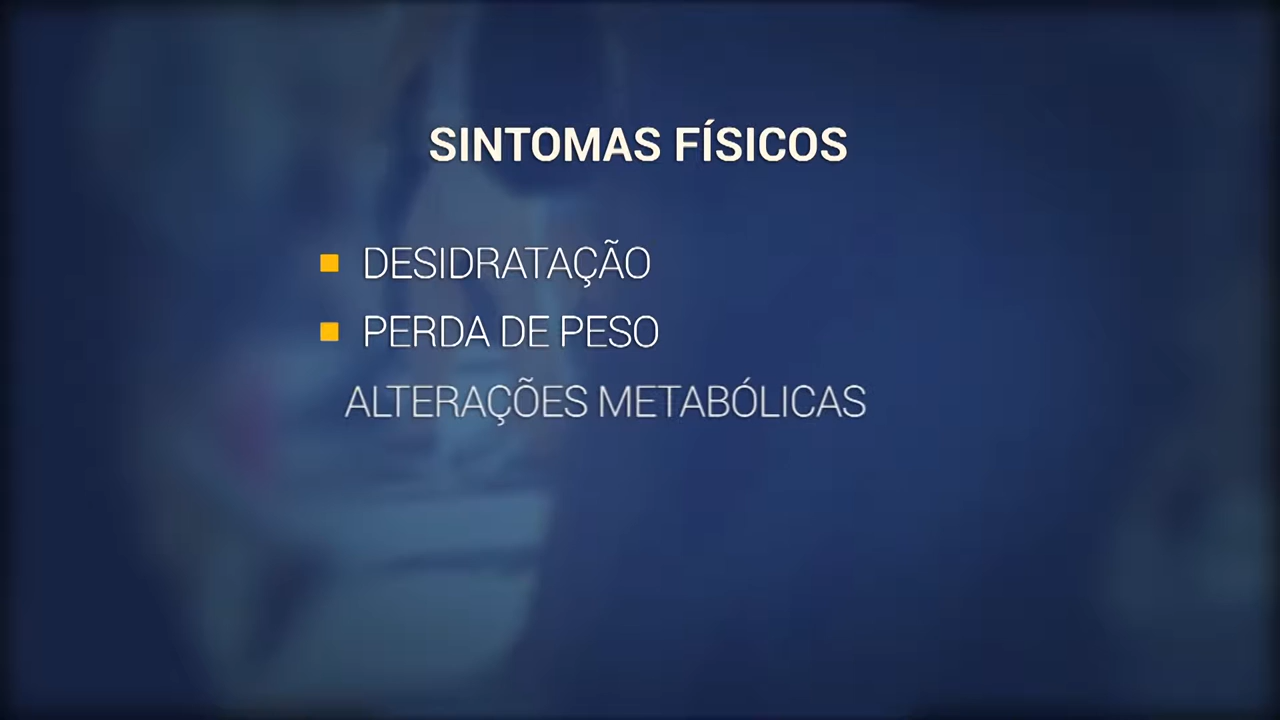 SINTOMAS FÍSICOS
DESIDRATAÇÃO
PERDA DE PESO
ALTERAÇÕES METABÓLICAS